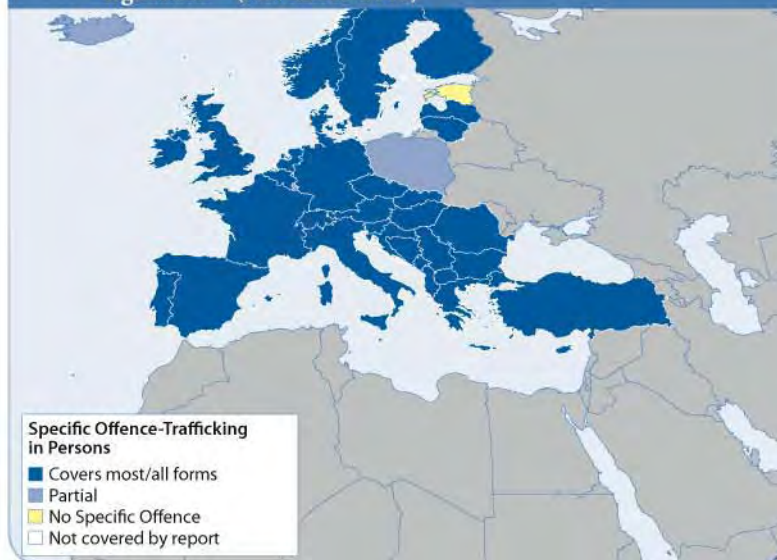 Specific Offence-Trafficking
in Persons
Covers most/all forms
Partial
No Specific Offence
Not covered by report